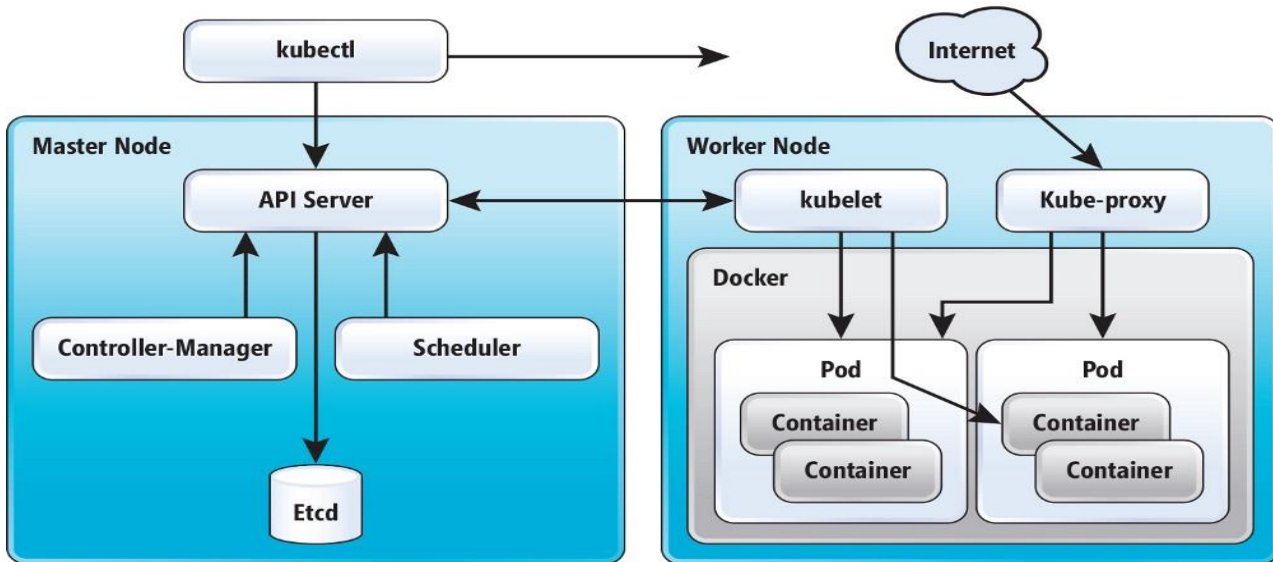 kubectl
Internet
Master Node
Worker Node
API Server
kubelet
Kube-proxy
Docker
Controller-Manager
Scheduler
Pod
Pod
Container
Container
Container
Container
Etcd